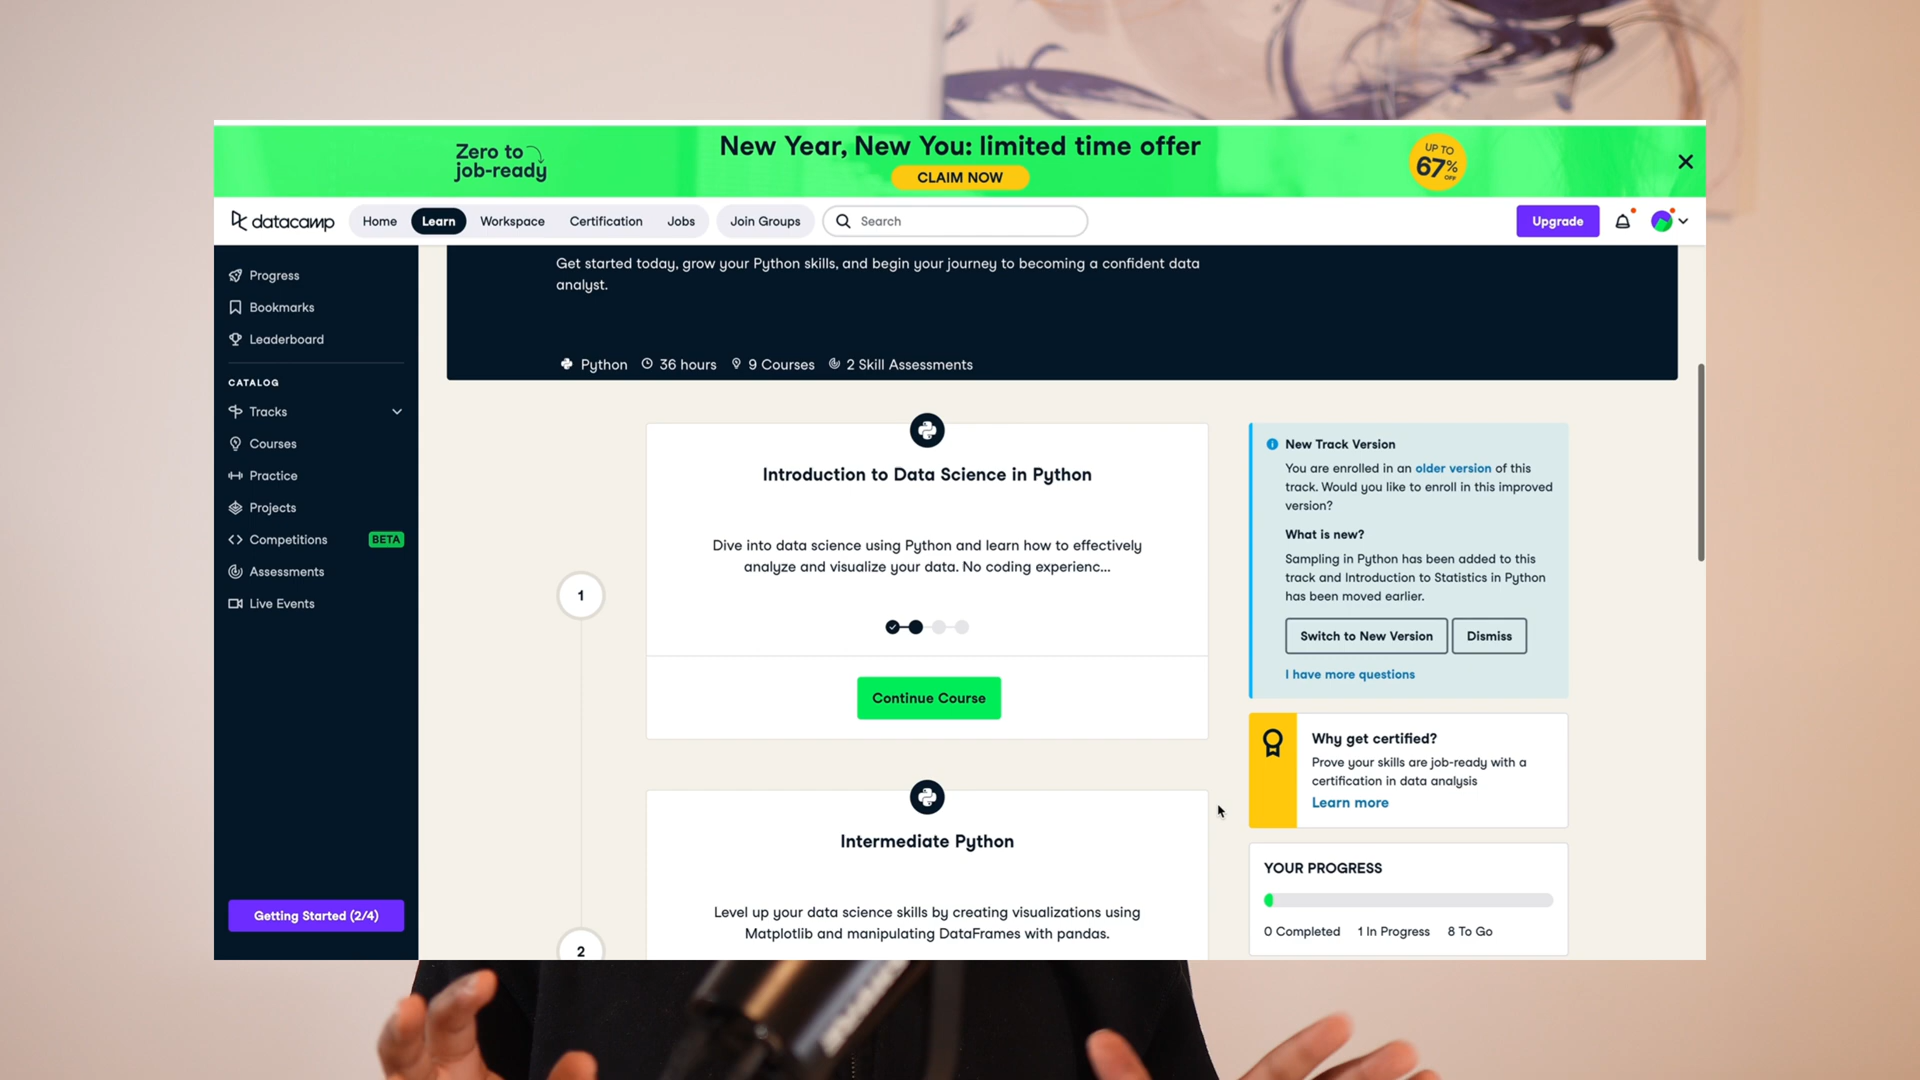 Zero to
job-ready
New Year, New You: limited time offer
CLAIM NOW
UP TO
67%
OFF
datacamp
Home
Learn
Workspace
Certification
Jobs
Join Groups
Search
Upgrade
Progress
Bookmarks
Leaderboard
CATALOG
Tracks
Courses
Practice
Projects
Competitions
BETA
Assessments
Live Events
Getting Started (2/4)
Get started today, grow your Python skills, and begin your journey to becoming a confident data
analyst.
Python
36 hours
9 Courses
2 Skill Assessments
1
Introduction to Data Science in Python
Dive into data science using Python and learn how to effectively
analyze and visualize your data. No coding experienc...
Continue Course
2
Intermediate Python
Level up your data science skills by creating visualizations using
Matplotlib and manipulating DataFrames with pandas.
New Track Version
You are enrolled in an older version of this
track. Would you like to enroll in this improved
version?
What is new?
Sampling in Python has been added to this
track and Introduction to Statistics in Python
has been moved earlier.
Switch to New Version
Dismiss
I have more questions
Why get certified?
Prove your skills are job-ready with a
certification in data analysis
Learn more
YOUR PROGRESS
0 Completed
1 In Progress
8 To Go